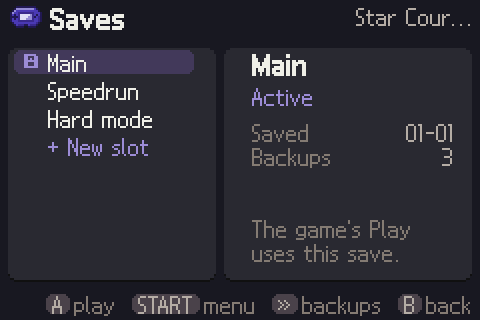 Saves
Star Cour...
Main
Speedrun
Hard mode
+ New slot
Main
Active
Saved 01-01
Backups 3
The game's Play
uses this save.
A play START menu >> backups B back